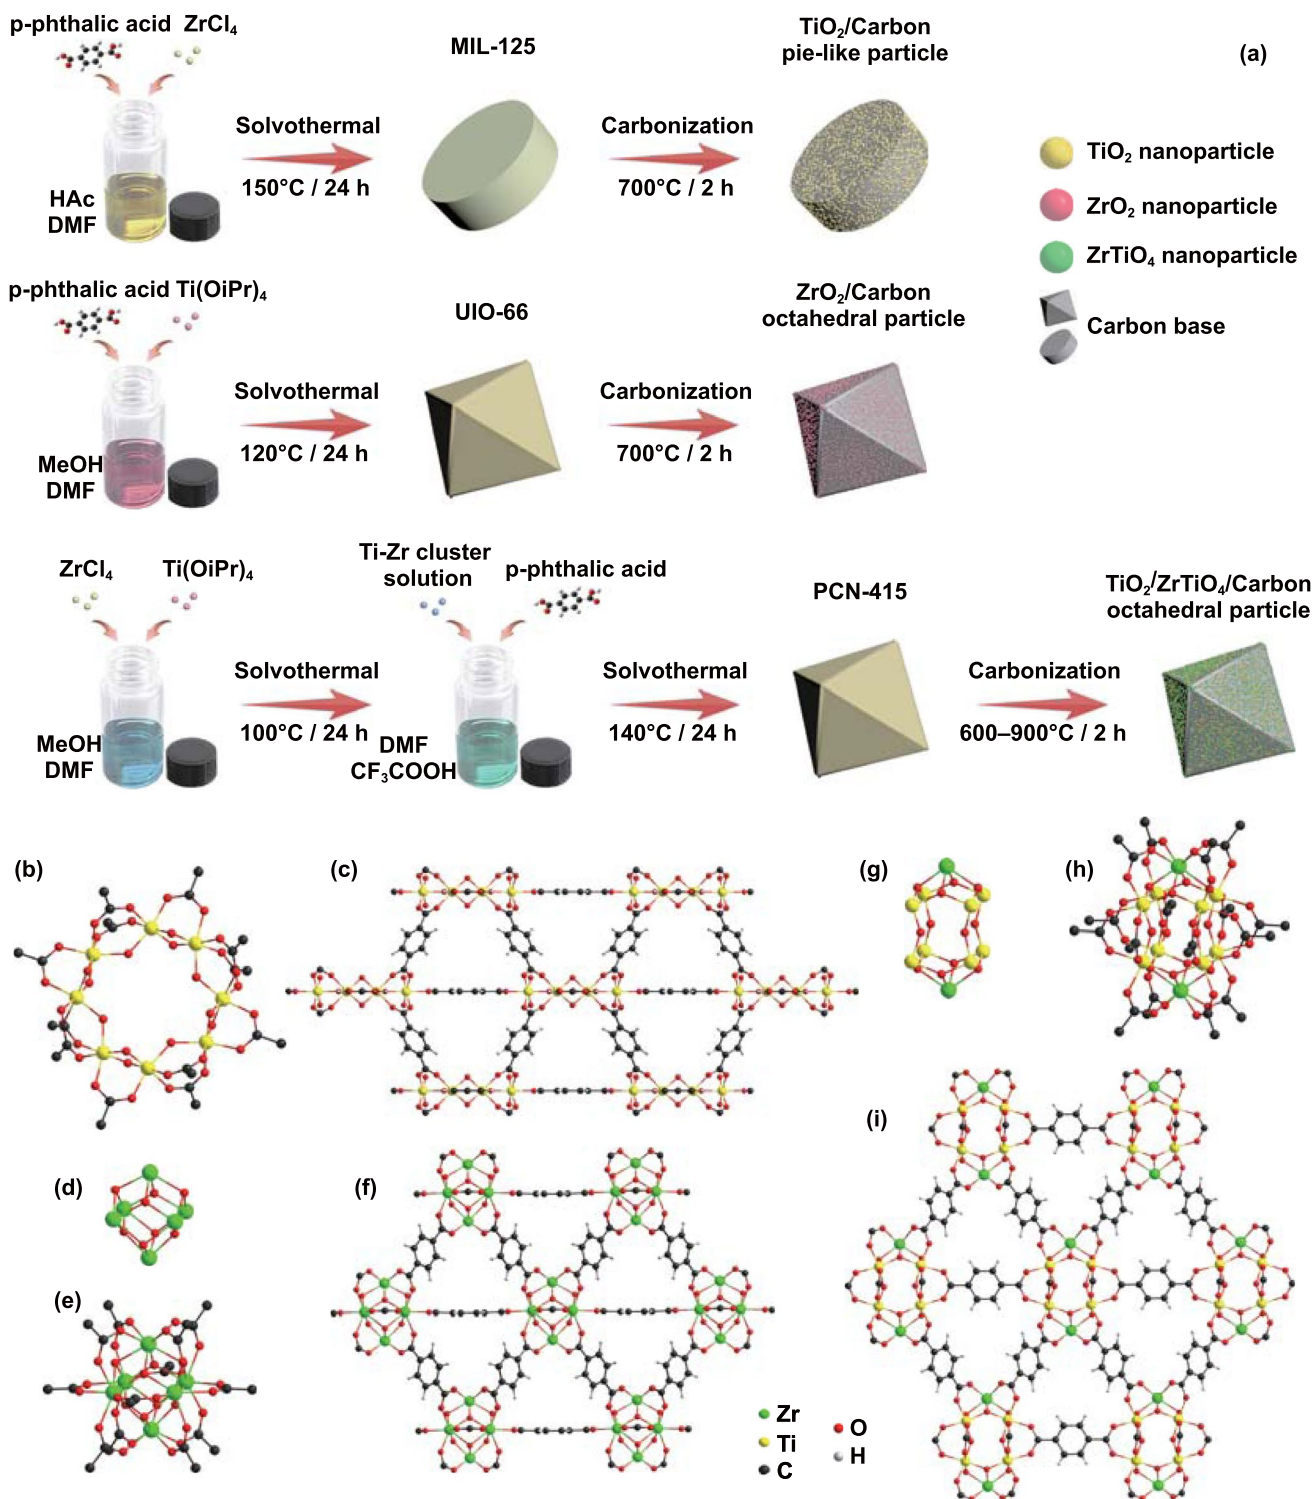 p-phthalic acid ZrCl₄
HAc
DMF
Solvothermal
150°C / 24 h
MIL-125
Carbonization
700°C / 2 h
TiO₂/Carbon
pie-like particle
(a)
TiO₂ nanoparticle
ZrO₂ nanoparticle
ZrTiO₄ nanoparticle
Carbon base
p-phthalic acid Ti(OiPr)₄
MeOH
DMF
Solvothermal
120°C / 24 h
UIO-66
Carbonization
700°C / 2 h
ZrO₂/Carbon
octahedral particle
ZrCl₄
Ti(OiPr)₄
MeOH
DMF
Solvothermal
100°C / 24 h
Ti-Zr cluster
solution
p-phthalic acid
DMF
CF₃COOH
Solvothermal
140°C / 24 h
PCN-415
Carbonization
600–900°C / 2 h
TiO₂/ZrTiO₄/Carbon
octahedral particle
(b)
(c)
(g)
(h)
(d)
(e)
(f)
(i)
Zr
Ti
C
O
H